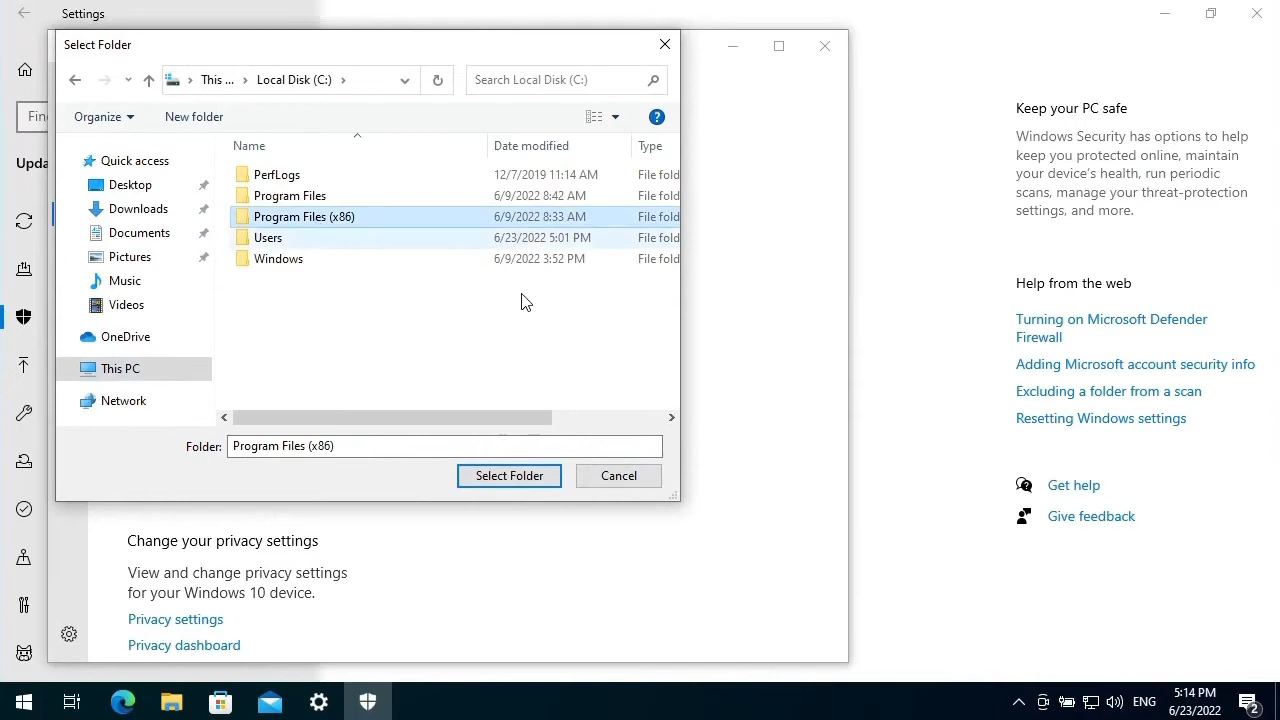 Settings
Select Folder
This ... Local Disk (C:)
Search Local Disk (C:)
Organize
New folder
Name
Date modified
Type
Quick access
Desktop
Downloads
Documents
Pictures
Music
Videos
OneDrive
This PC
Network
PerfLogs 12/7/2019 11:14 AM File fold
Program Files 6/9/2022 8:42 AM File fold
Program Files (x86) 6/9/2022 8:33 AM File fold
Users 6/23/2022 5:01 PM File fold
Windows 6/9/2022 3:52 PM File fold
Folder: Program Files (x86)
Select Folder
Cancel
Find
Upda
Change your privacy settings
View and change privacy settings
for your Windows 10 device.
Privacy settings
Privacy dashboard
Keep your PC safe
Windows Security has options to help
keep you protected online, maintain
your device's health, run periodic
scans, manage your threat-protection
settings, and more.
Help from the web
Turning on Microsoft Defender
Firewall
Adding Microsoft account security info
Excluding a folder from a scan
Resetting Windows settings
Get help
Give feedback
ENG
5:14 PM
6/23/2022
2